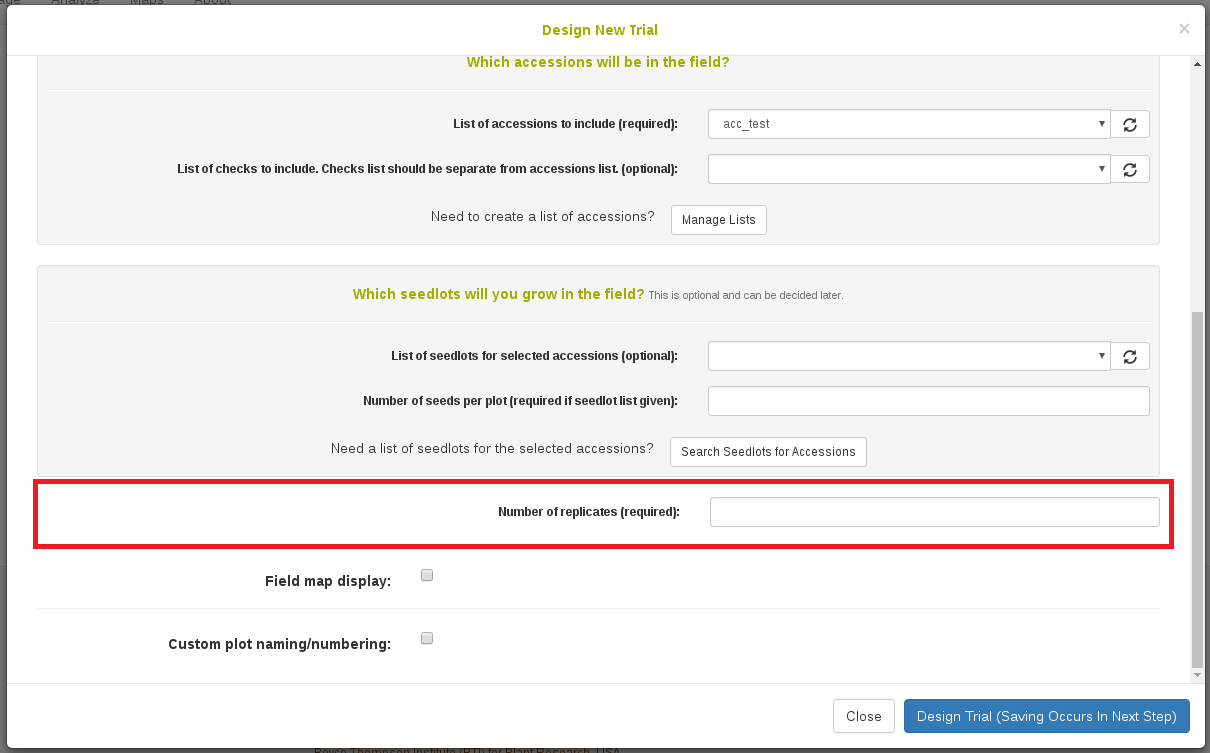 Analyze Maps About
Design New Trial ×
Which accessions will be in the field?
List of accessions to include (required): acc_test
List of checks to include. Checks list should be separate from accessions list. (optional):
Need to create a list of accessions? Manage Lists
Which seedlots will you grow in the field? This is optional and can be decided later.
List of seedlots for selected accessions (optional):
Number of seeds per plot (required if seedlot list given):
Need a list of seedlots for the selected accessions? Search Seedlots for Accessions
Number of replicates (required):
Field map display:
Custom plot naming/numbering:
Close Design Trial (Saving Occurs In Next Step)
Boyce Thompson Institute (BTI) for Plant Research, USA